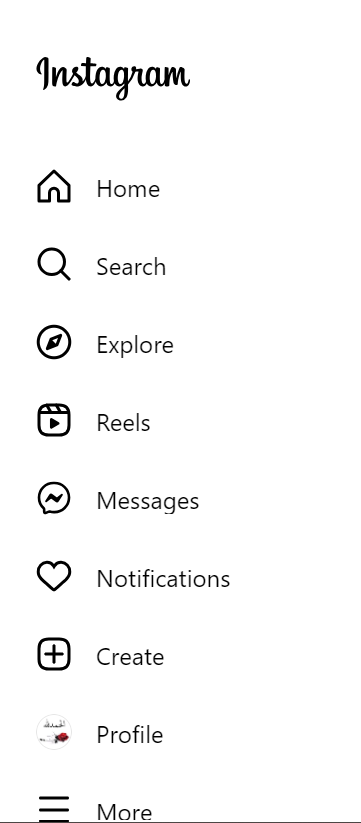 Instagram
Home
Search
Explore
Reels
Messages
Notifications
Create
Profile
More